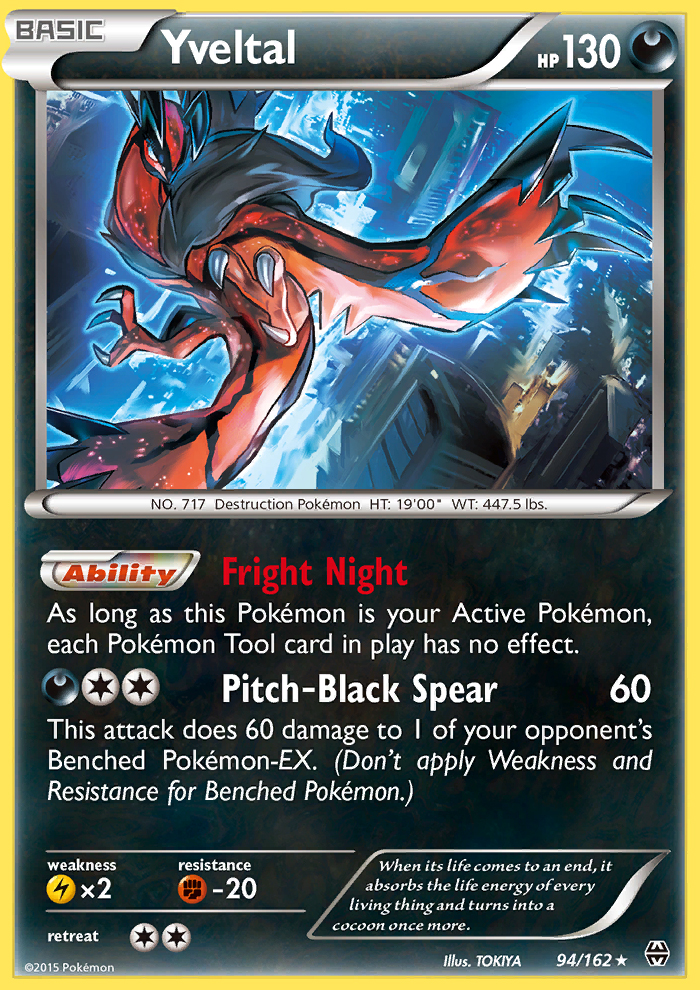 BASIC
Yveltal
HP130
NO. 717 Destruction Pokémon HT: 19'00" WT: 447.5 lbs.
Ability Fright Night
As long as this Pokémon is your Active Pokémon,
each Pokémon Tool card in play has no effect.
Pitch-Black Spear 60
This attack does 60 damage to 1 of your opponent's
Benched Pokémon-EX. (Don't apply Weakness and
Resistance for Benched Pokémon.)
weakness resistance
×2 -20
retreat
When its life comes to an end, it
absorbs the life energy of every
living thing and turns into a
cocoon once more.
Illus. TOKIYA 94/162 ★
©2015 Pokémon